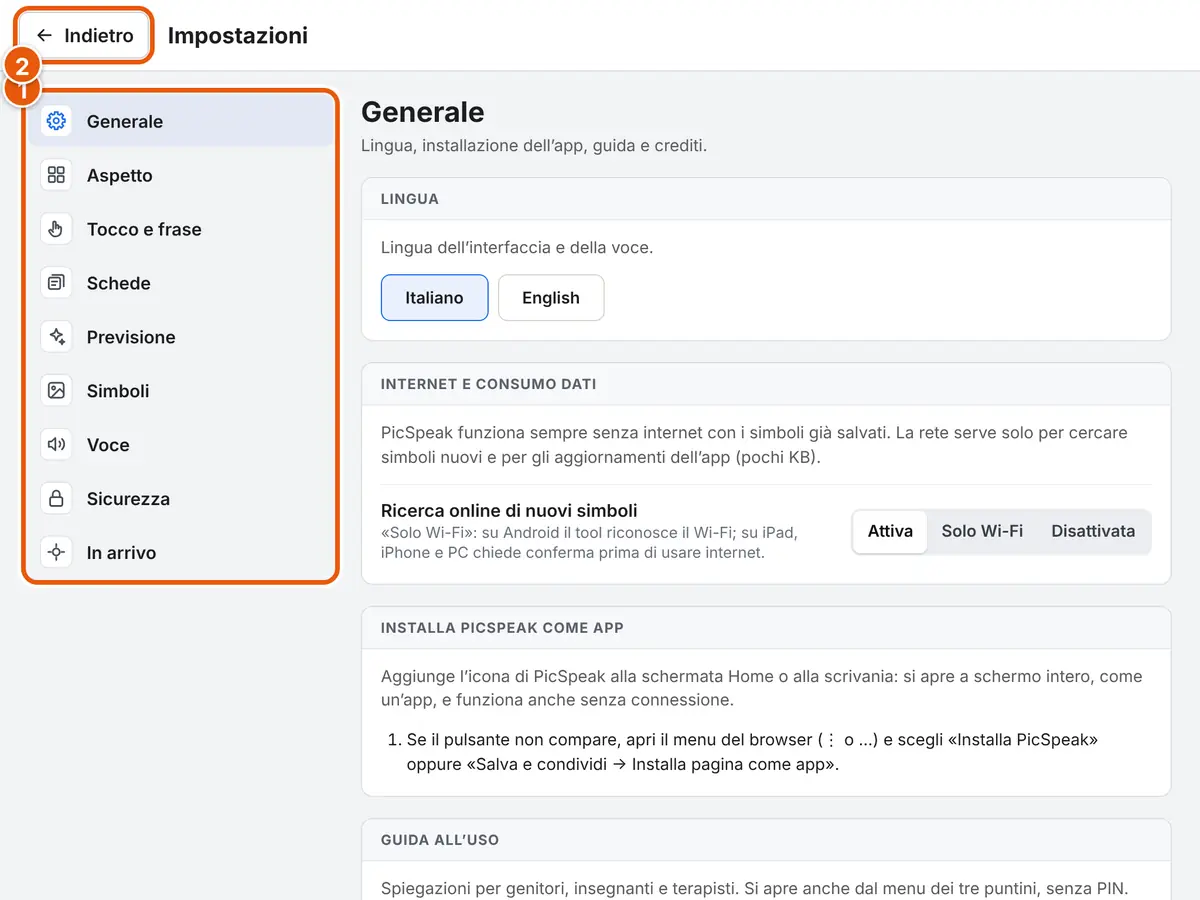 Indietro
Impostazioni
2
1
Generale
Aspetto
Tocco e frase
Schede
Previsione
Simboli
Voce
Sicurezza
In arrivo
Generale
Lingua, installazione dell’app, guida e crediti.
LINGUA
Lingua dell’interfaccia e della voce.
Italiano
English
INTERNET E CONSUMO DATI
PicSpeak funziona sempre senza internet con i simboli già salvati. La rete serve solo per cercare
simboli nuovi e per gli aggiornamenti dell’app (pochi KB).
Ricerca online di nuovi simboli
«Solo Wi-Fi»: su Android il tool riconosce il Wi-Fi; su iPad,
iPhone e PC chiede conferma prima di usare internet.
Attiva
Solo Wi-Fi
Disattivata
INSTALLA PICSPEAK COME APP
Aggiunge l’icona di PicSpeak alla schermata Home o alla scrivania: si apre a schermo intero, come
un’app, e funziona anche senza connessione.
1. Se il pulsante non compare, apri il menu del browser (⋮ o …) e scegli «Installa PicSpeak»
oppure «Salva e condividi → Installa pagina come app».
GUIDA ALL’USO
Spiegazioni per genitori, insegnanti e terapisti. Si apre anche dal menu dei tre puntini, senza PIN.